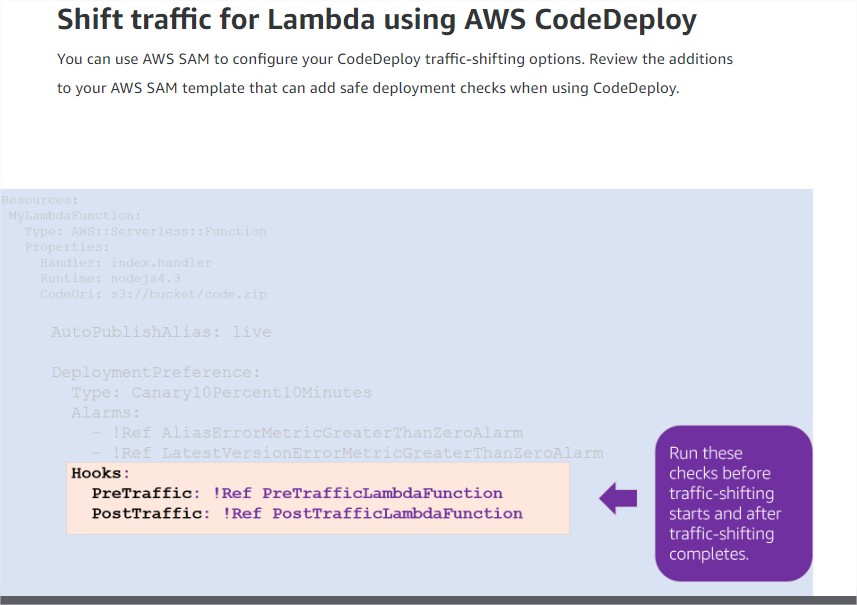 Shift traffic for Lambda using AWS CodeDeploy
You can use AWS SAM to configure your CodeDeploy traffic-shifting options. Review the additions
to your AWS SAM template that can add safe deployment checks when using CodeDeploy.
Resources:
MyLambdaFunction:
Type: AWS::Serverless::Function
Properties:
Handler: index.handler
Runtime: nodejs4.3
CodeUri: s3://bucket/code.zip
AutoPublishAlias: live
DeploymentPreference:
Type: Canary10Percent10Minutes
Alarms:
- !Ref AliasErrorMetricGreaterThanZeroAlarm
- !Ref LatestVersionErrorMetricGreaterThanZeroAlarm
Hooks:
PreTraffic: !Ref PreTrafficLambdaFunction
PostTraffic: !Ref PostTrafficLambdaFunction
Run these
checks before
traffic-shifting
starts and after
traffic-shifting
completes.